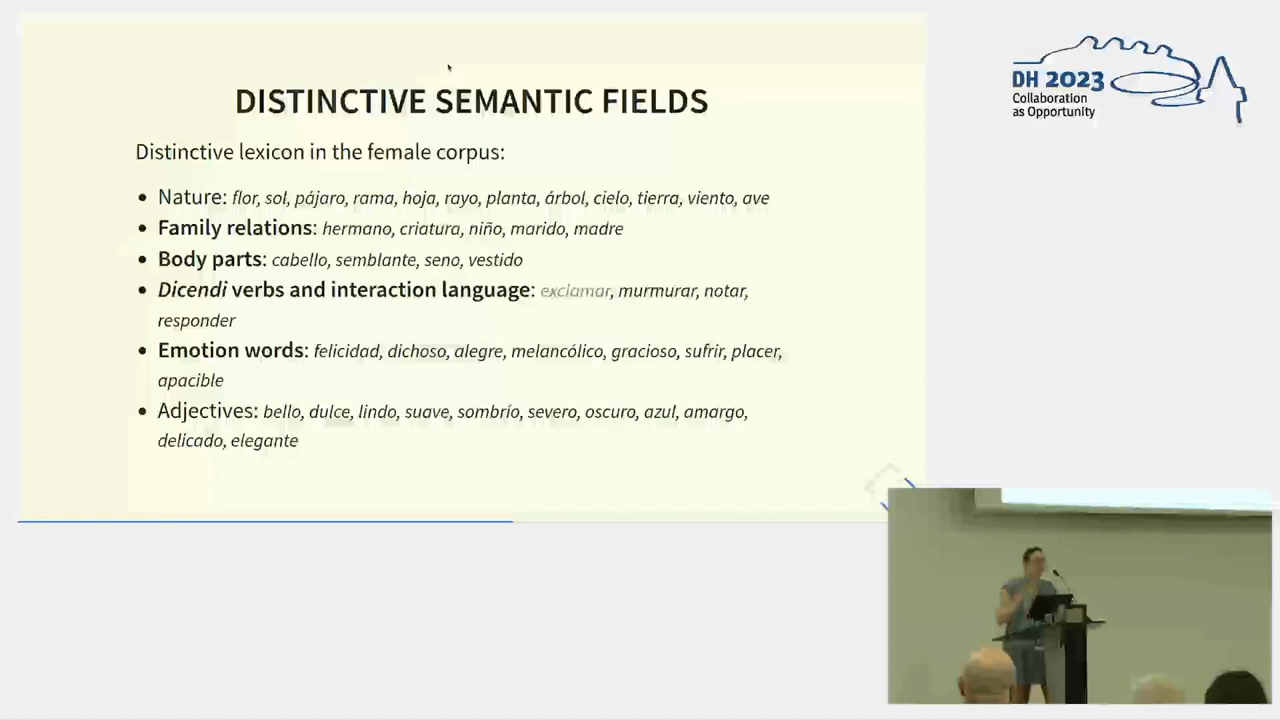 DISTINCTIVE SEMANTIC FIELDS
Distinctive lexicon in the female corpus:
• Nature: flor, sol, pájaro, rama, hoja, rayo, planta, árbol, cielo, tierra, viento, ave
• Family relations: hermano, criatura, niño, marido, madre
• Body parts: cabello, semblante, seno, vestido
• Dicendi verbs and interaction language: exclamar, murmurar, notar,
responder
• Emotion words: felicidad, dichoso, alegre, melancólico, gracioso, sufrir, placer,
apacible
• Adjectives: bello, dulce, lindo, suave, sombrío, severo, oscuro, azul, amargo,
delicado, elegante
DH 2023
Collaboration
as Opportunity